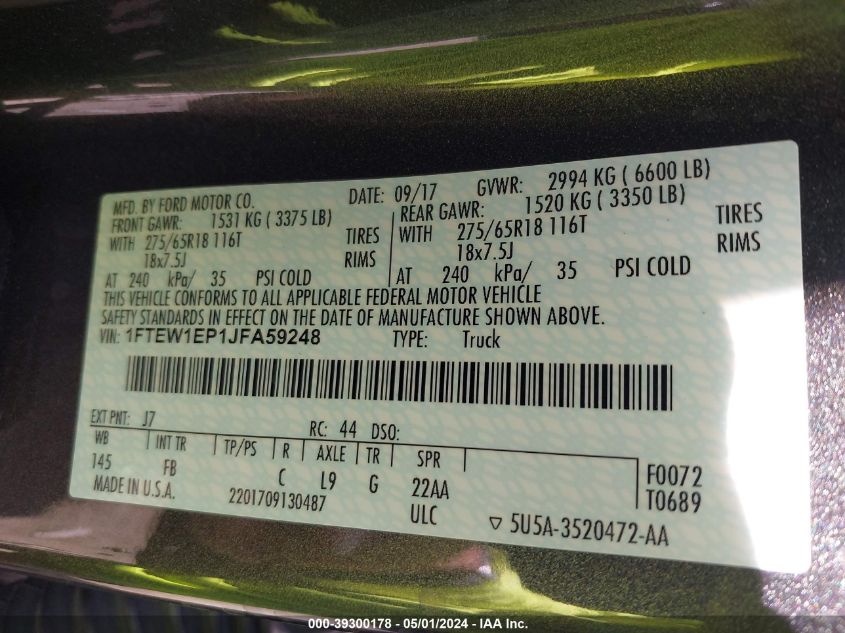 MFD. BY FORD MOTOR CO. DATE: 09/17 GVWR: 2994 KG ( 6600 LB)
FRONT GAWR: 1531 KG ( 3375 LB) REAR GAWR: 1520 KG ( 3350 LB)
WITH 275/65R18 116T TIRES WITH 275/65R18 116T TIRES
18x7.5J RIMS 18x7.5J RIMS
AT 240 kPa/ 35 PSI COLD AT 240 kPa/ 35 PSI COLD
THIS VEHICLE CONFORMS TO ALL APPLICABLE FEDERAL MOTOR VEHICLE
SAFETY STANDARDS IN EFFECT ON THE DATE OF MANUFACTURE SHOWN ABOVE.
VIN: 1FTEW1EP1JFA59248 TYPE: Truck
EXT PNT: J7 RC: 44 DSO:
WB INT TR TP/PS R AXLE TR SPR
145 FB C L9 G 22AA F0072
MADE IN U.S.A. 2201709130487 ULC T0689
▽ 5U5A-3520472-AA
000-39300178 - 05/01/2024 - IAA Inc.